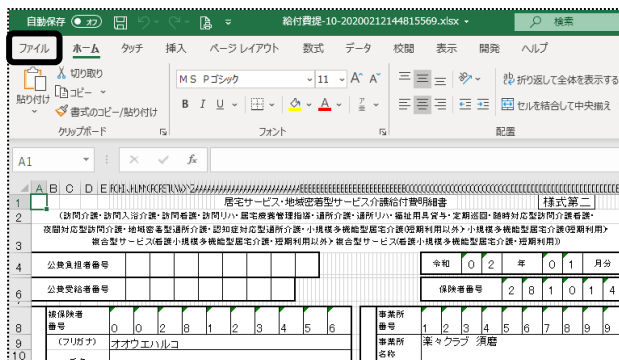 自動保存 オフ 給付費提-10-20200212144815569.xlsx 検索
ファイル ホーム タッチ 挿入 ページ レイアウト 数式 データ 校閲 表示 開発 ヘルプ
貼り付け 切り取り コピー 書式のコピー/貼り付け
MS Pゴシック 11 A A
B I U A
折り返して全体を表示する
セルを結合して中央揃え
クリップボード フォント 配置
A1 fx
A B C D E
1 居宅サービス・地域密着型サービス介護給付費明細書 様式第二
2 (訪問介護・訪問入浴介護・訪問看護・訪問リハ・居宅療養管理指導・通所介護・通所リハ・福祉用具貸与・定期巡回・随時対応型訪問介護看護・
夜間対応型訪問介護・地域密着型通所介護・認知症対応型通所介護・小規模多機能型居宅介護(短期利用以外)・小規模多機能型居宅介護(短期利用)・
3 複合型サービス(看護小規模多機能型居宅介護・短期利用以外)・複合型サービス(看護小規模多機能型居宅介護・短期利用))
4 公費負担者番号 令和 0 2 年 0 1 月分
6 公費受給者番号 保険者番号 2 8 1 0 1 4
8 被保険者番号 0 0 2 8 1 2 3 4 5 6 事業所番号 1 2 3 4 5 6 7 8 9 9
9 (フリガナ) オオウエハルコ 事業所名称 楽々クラブ 須磨
10